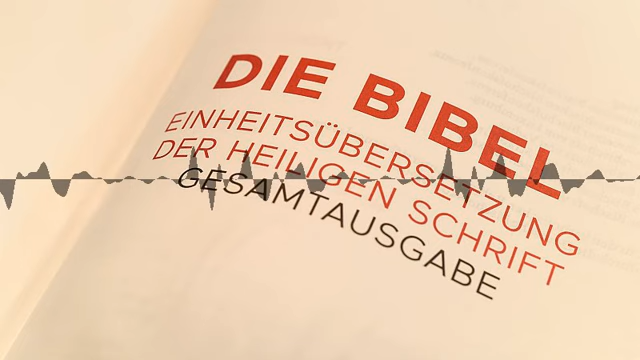 DIE BIBEL
EINHEITSÜBERSETZUNG
DER HEILIGEN SCHRIFT
GESAMTAUSGABE